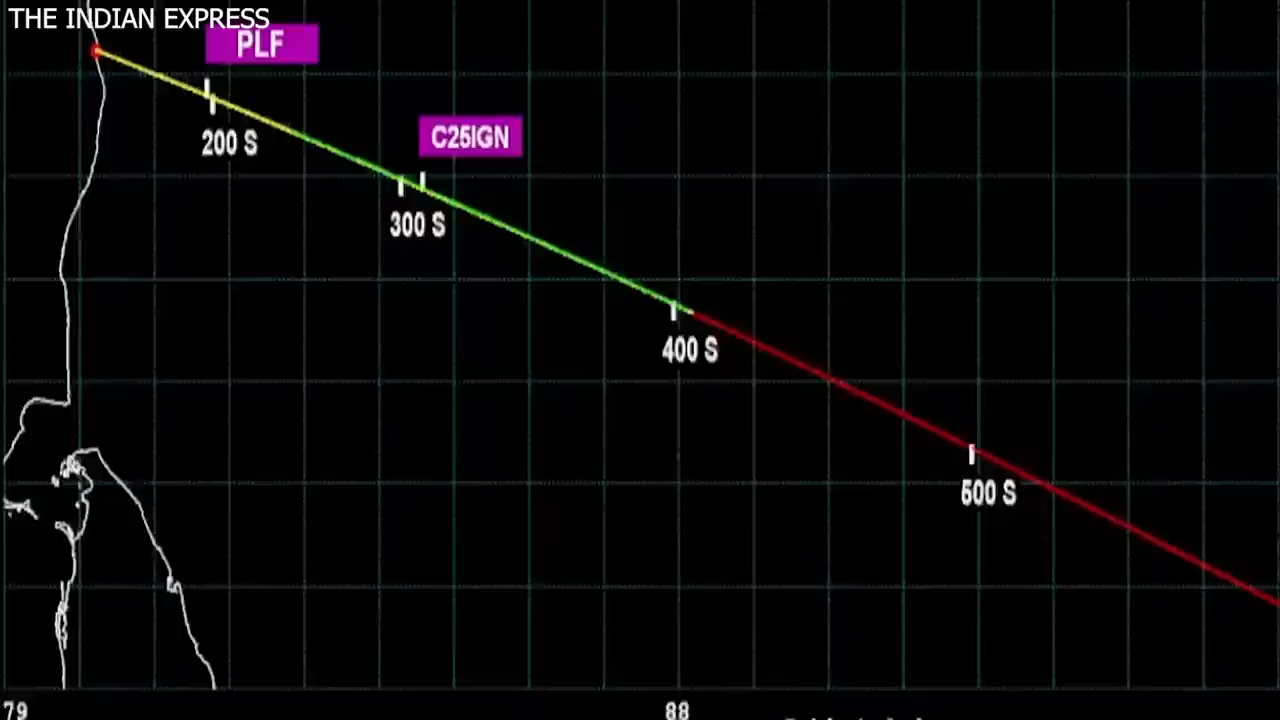 THE INDIAN EXPRESS
PLF
200 S
C25IGN
300 S
400 S
500 S
79
88